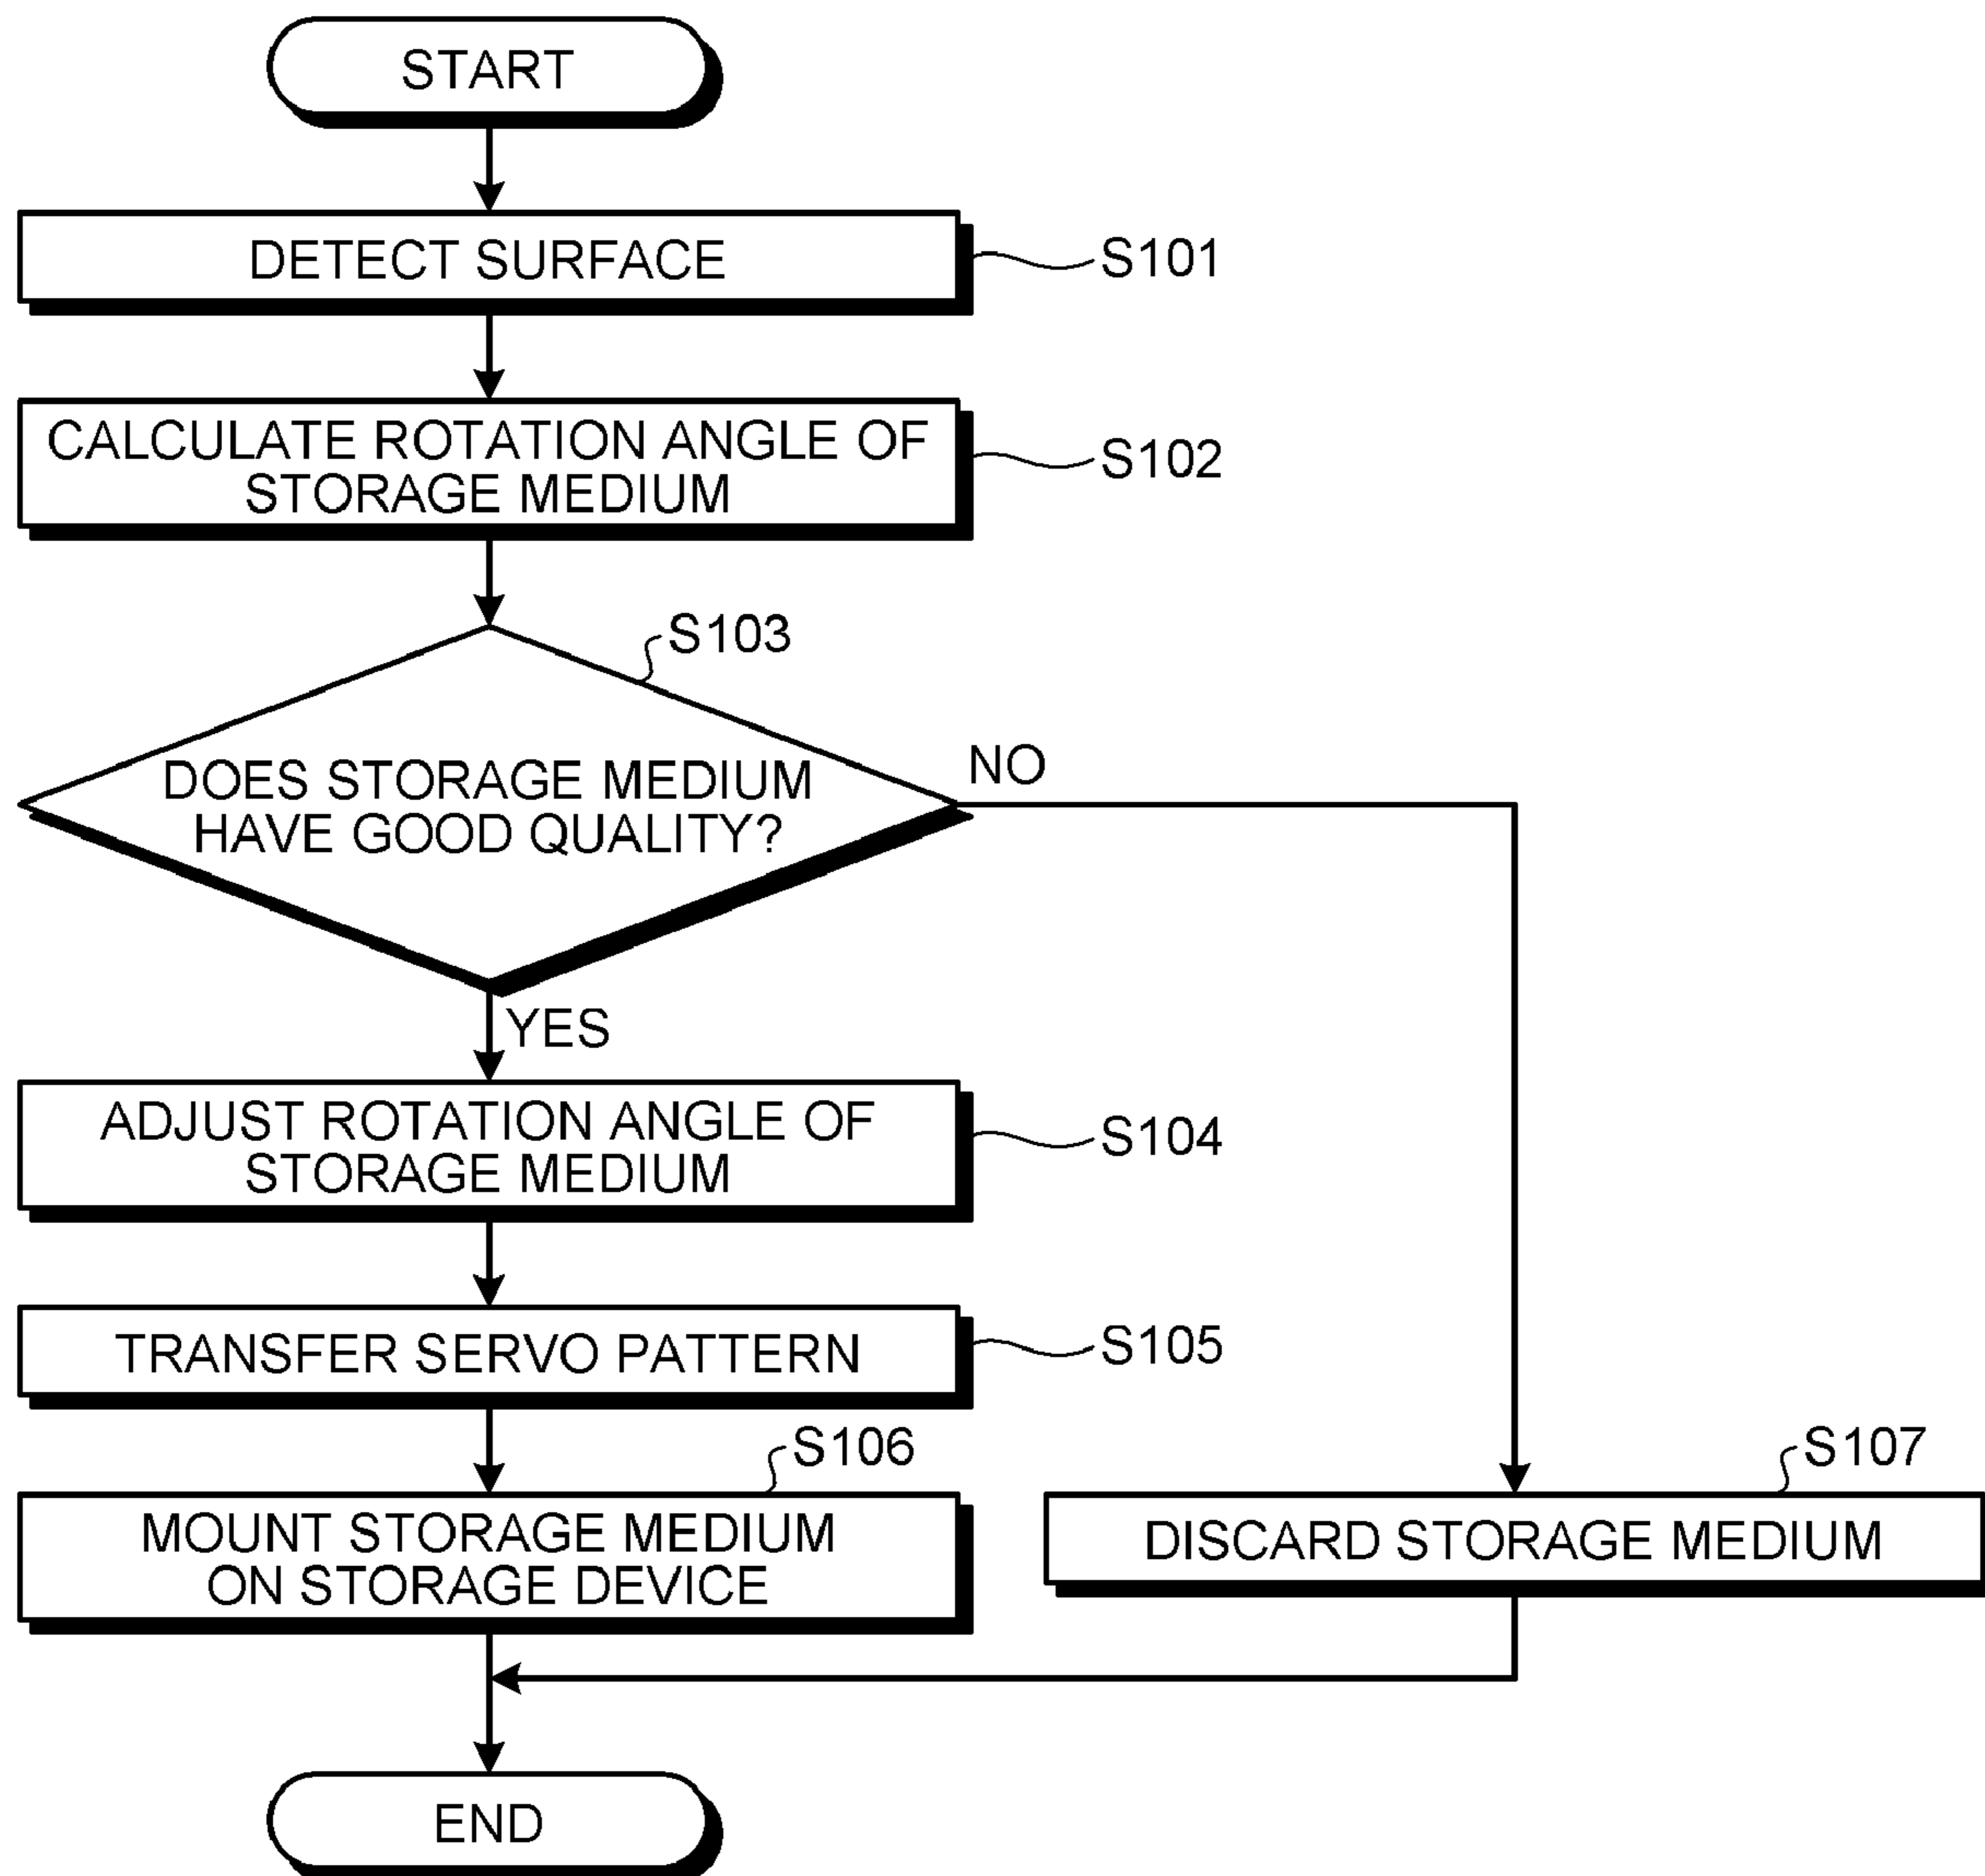 START
DETECT SURFACE
S101
CALCULATE ROTATION ANGLE OF
STORAGE MEDIUM
S102
S103
DOES STORAGE MEDIUM
HAVE GOOD QUALITY?
NO
YES
ADJUST ROTATION ANGLE OF
STORAGE MEDIUM
S104
TRANSFER SERVO PATTERN
S105
S106
MOUNT STORAGE MEDIUM
ON STORAGE DEVICE
S107
DISCARD STORAGE MEDIUM
END